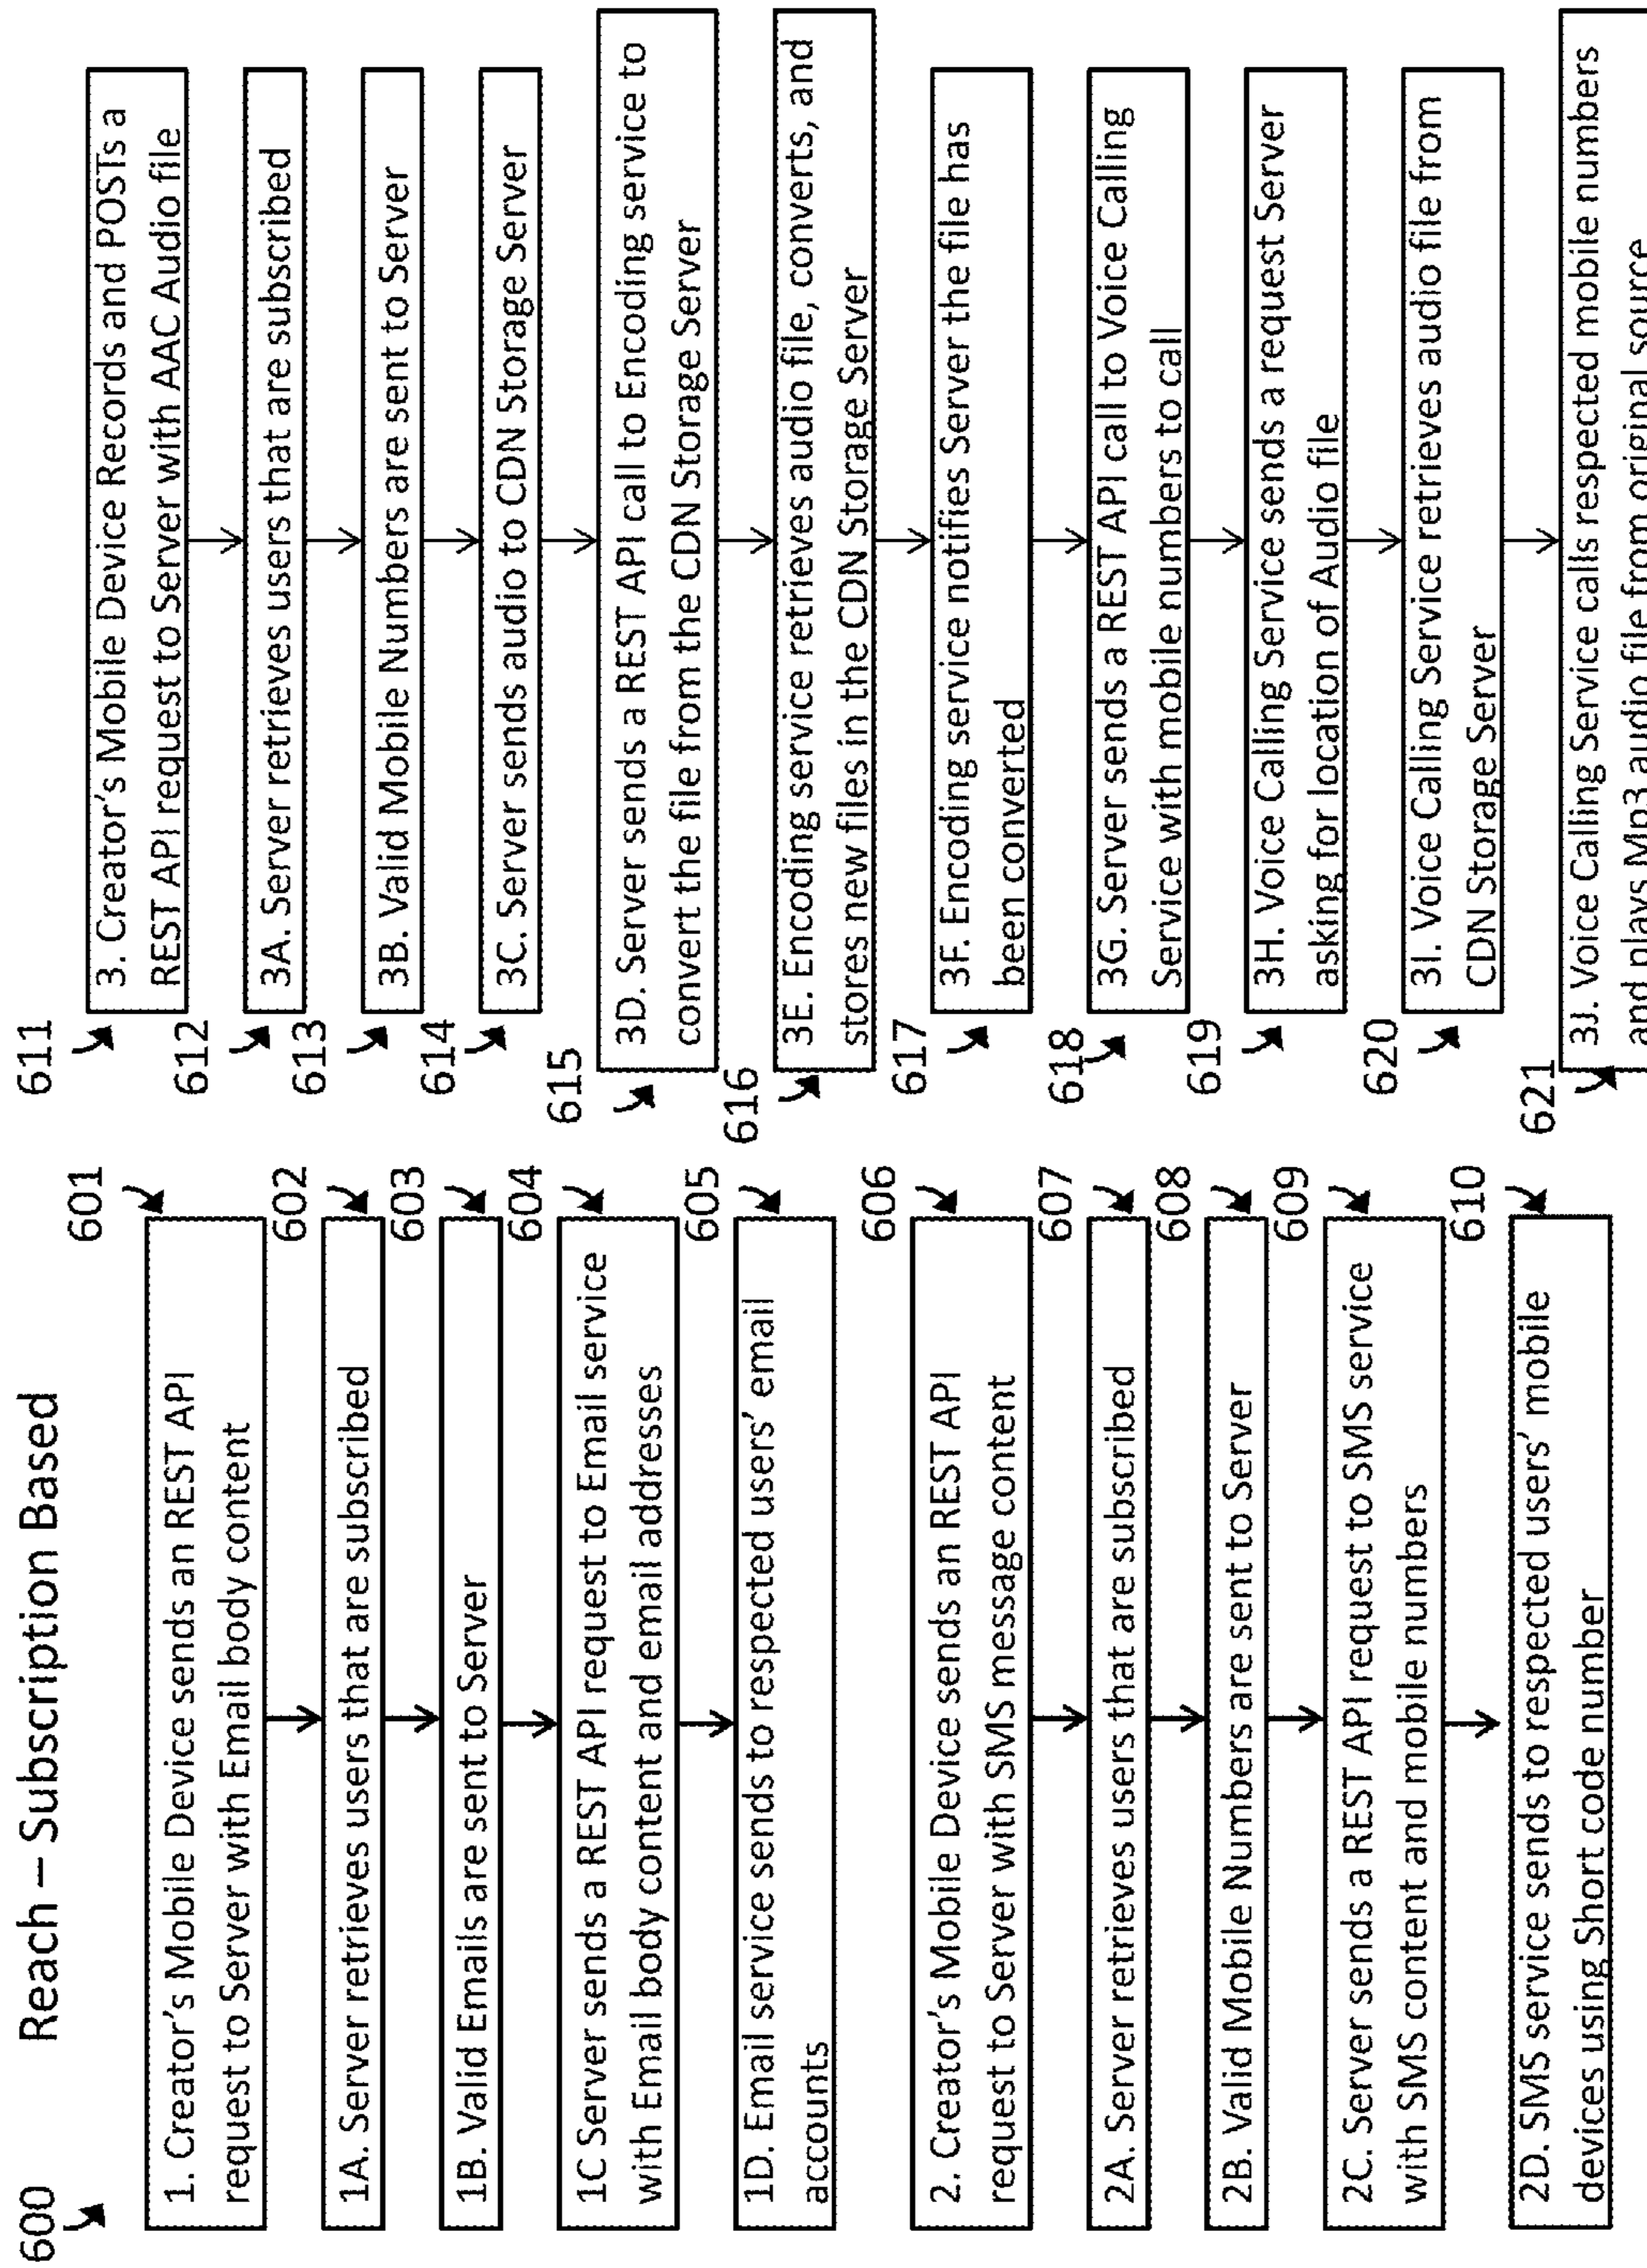 600
Reach – Subscription Based
601
1. Creator's Mobile Device sends an REST API
request to Server with Email body content
602
1A. Server retrieves users that are subscribed
603
1B. Valid Emails are sent to Server
604
1C Server sends a REST API request to Email service
with Email body content and email addresses
605
1D. Email service sends to respected users' email
accounts
606
2. Creator's Mobile Device sends an REST API
request to Server with SMS message content
607
2A. Server retrieves users that are subscribed
608
2B. Valid Mobile Numbers are sent to Server
609
2C. Server sends a REST API request to SMS service
with SMS content and mobile numbers
610
2D. SMS service sends to respected users' mobile
devices using Short code number
611
3. Creator's Mobile Device Records and POSTs a
REST API request to Server with AAC Audio file
612
3A. Server retrieves users that are subscribed
613
3B. Valid Mobile Numbers are sent to Server
614
3C. Server sends audio to CDN Storage Server
615
3D. Server sends a REST API call to Encoding service to
convert the file from the CDN Storage Server
616
3E. Encoding service retrieves audio file, converts, and
stores new files in the CDN Storage Server
617
3F. Encoding service notifies Server the file has
been converted
618
3G. Server sends a REST API call to Voice Calling
Service with mobile numbers to call
619
3H. Voice Calling Service sends a request Server
asking for location of Audio file
620
3I. Voice Calling Service retrieves audio file from
CDN Storage Server
621
3J. Voice Calling Service calls respected mobile numbers
and plays Mp3 audio file from original source